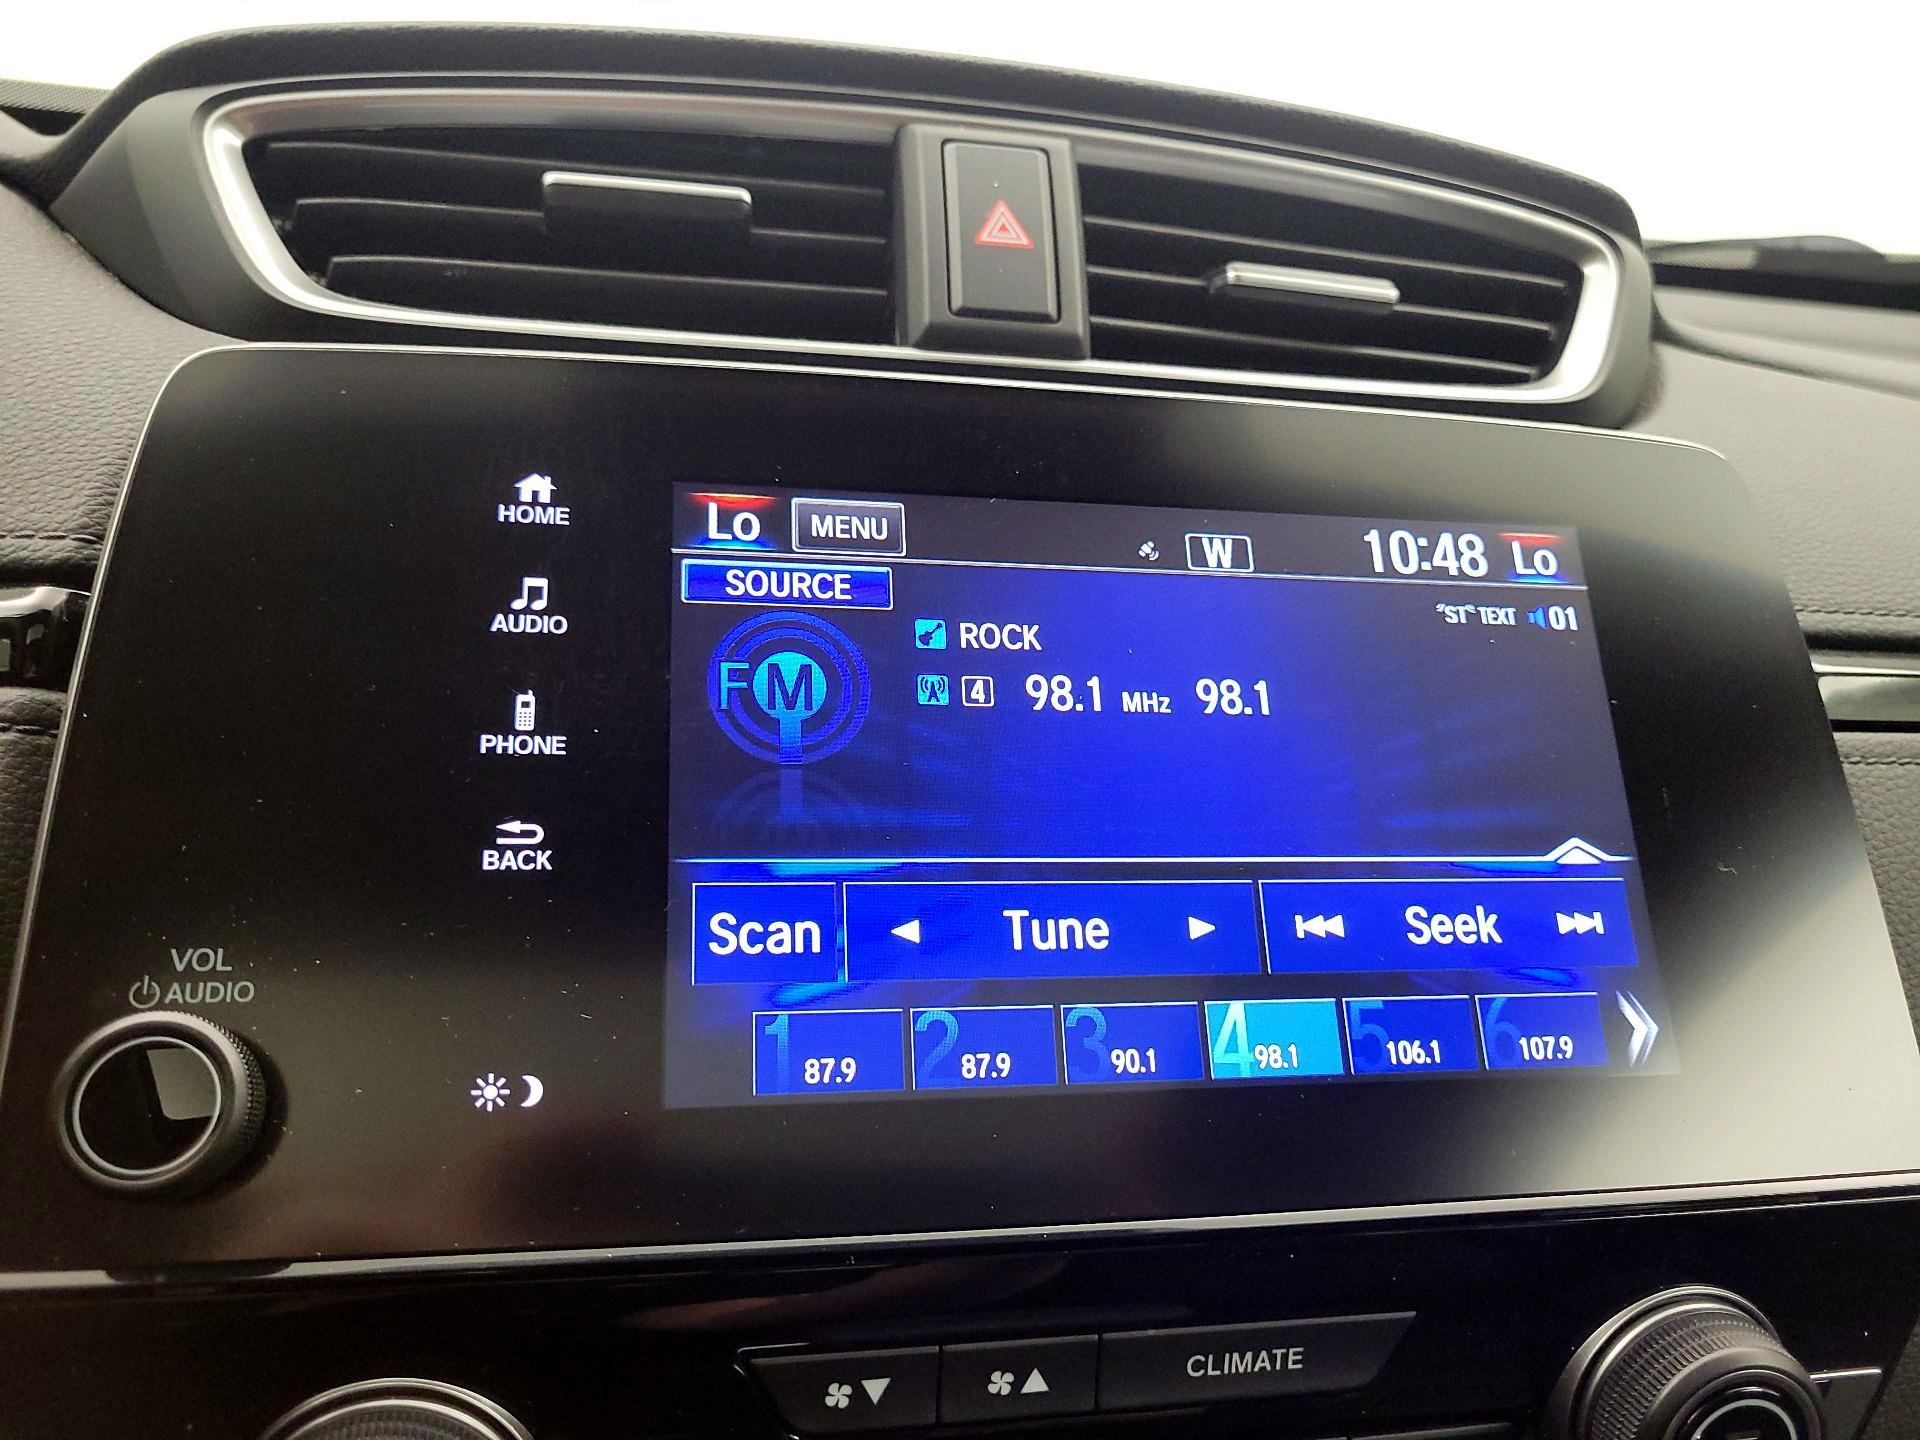 HOME
AUDIO
PHONE
BACK
VOL
AUDIO
Lo MENU W 10:48 Lo
SOURCE
"ST" TEXT 01
FM
ROCK
4 98.1 MHz 98.1
Scan Tune Seek
1 87.9 2 87.9 3 90.1 4 98.1 5 106.1 6 107.9
CLIMATE